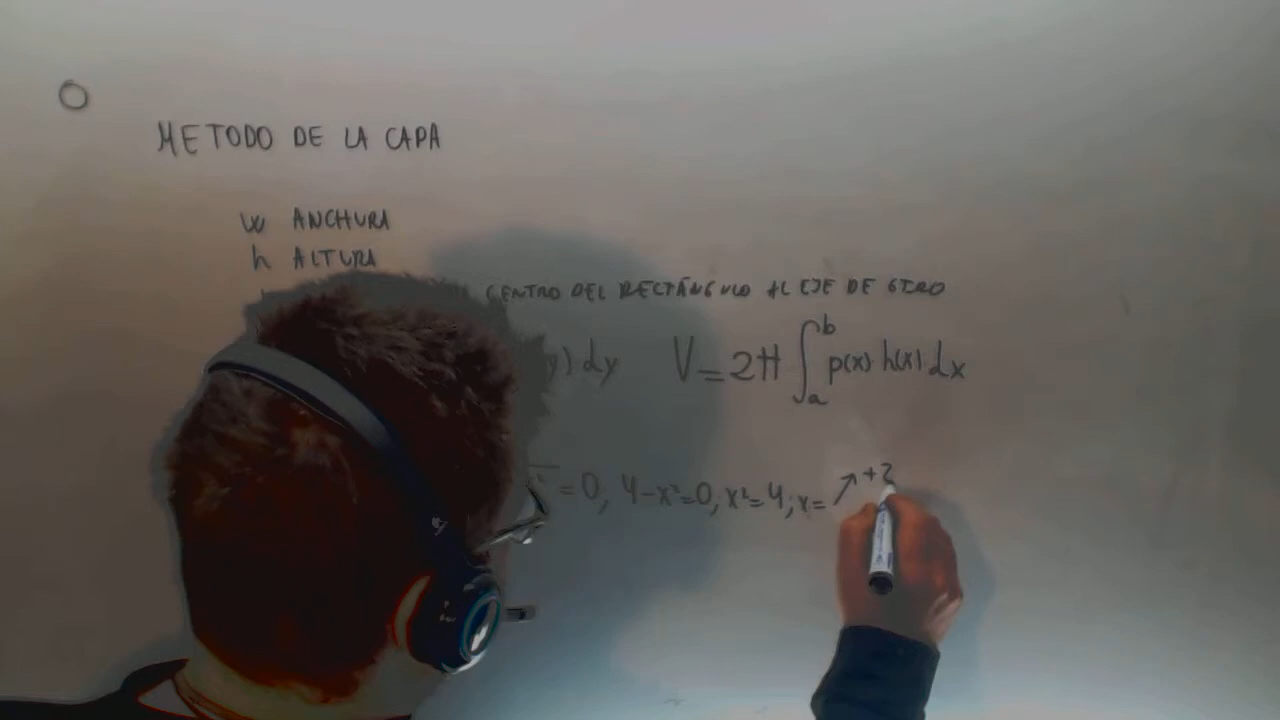 METODO DE LA CAPA
w ANCHURA
h ALTURA
CENTRO DEL RECTÁNGULO AL EJE DE GIRO
y) dy V=2π∫ₐᵇ p(x) h(x) dx
=0, 4-x²=0, x²=4; x= ↗+2